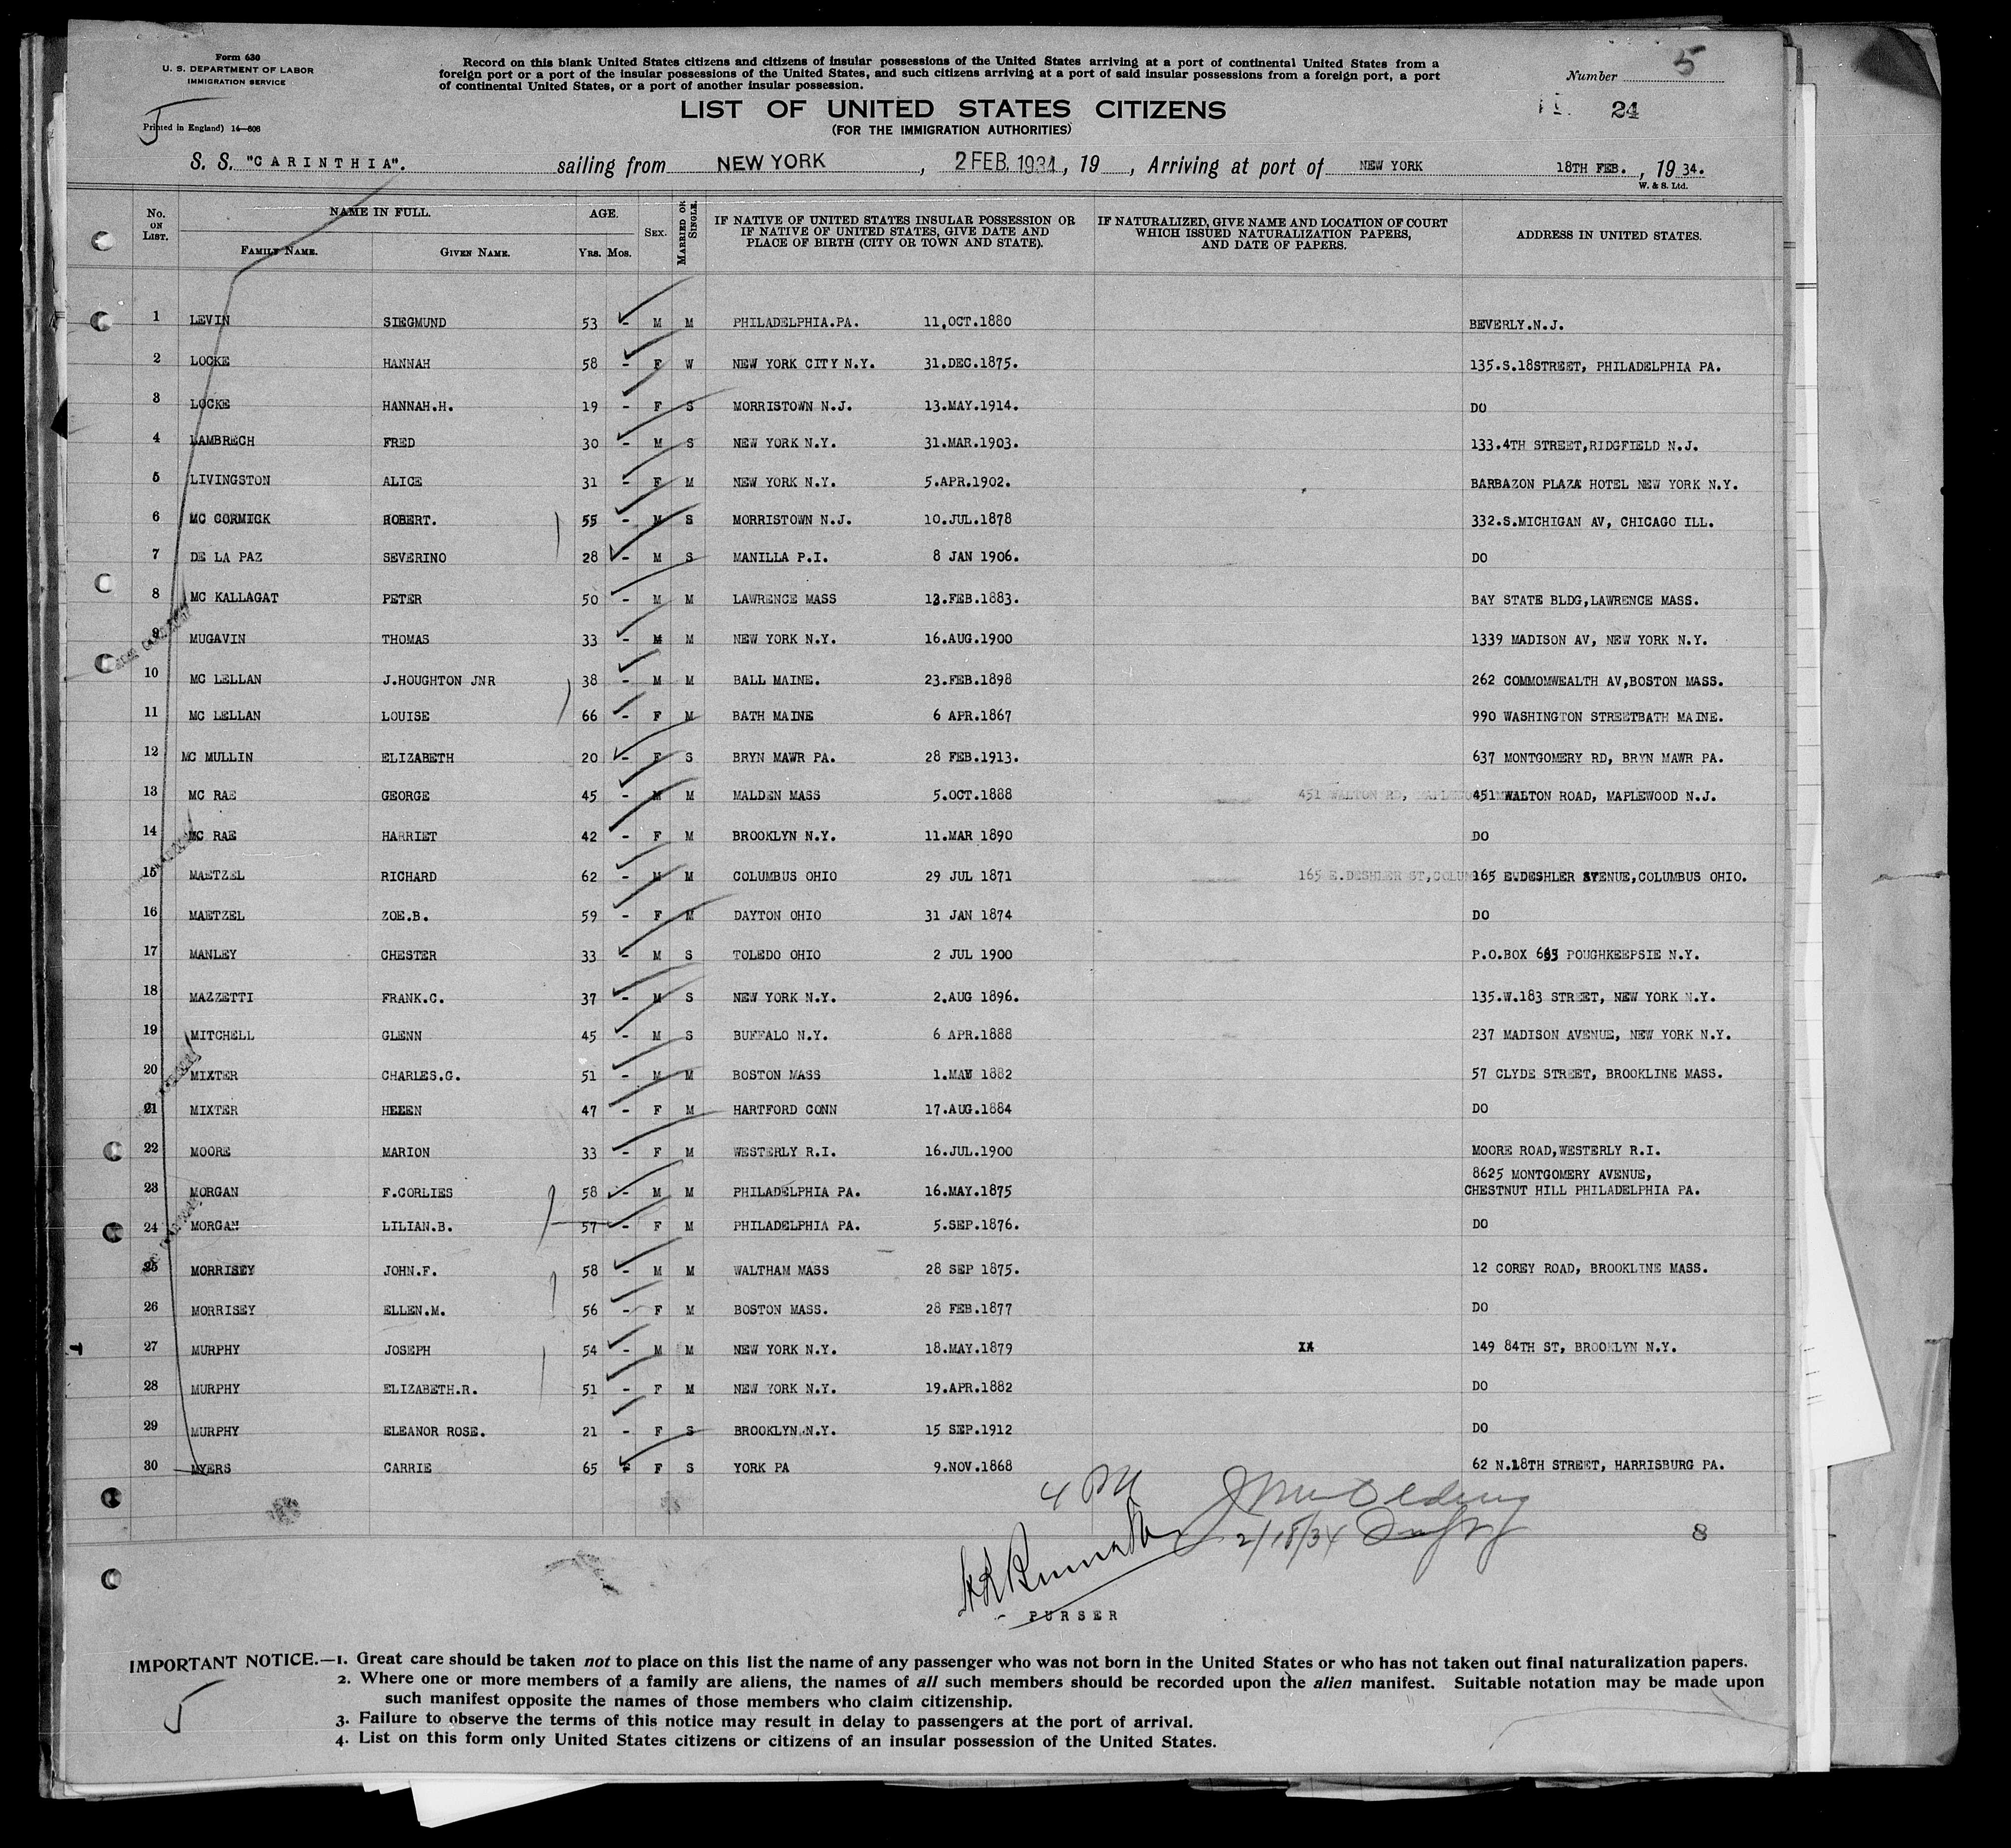 Form 630
U. S. DEPARTMENT OF LABOR
IMMIGRATION SERVICE
Printed in England) 14—608
Record on this blank United States citizens and citizens of insular possessions of the United States arriving at a port of continental United States from a
foreign port or a port of the insular possessions of the United States, and such citizens arriving at a port of said insular possessions from a foreign port, a port
of continental United States, or a port of another insular possession.
Number 5
24
LIST OF UNITED STATES CITIZENS
(FOR THE IMMIGRATION AUTHORITIES)
S. S. "CARINTHIA". sailing from NEW YORK, 2 FEB. 1934, 19 , Arriving at port of NEW YORK 18TH FEB. , 19 34.
W. & S. Ltd.
No. ON LIST. NAME IN FULL. FAMILY NAME. GIVEN NAME. AGE. YRS. MOS. SEX. MARRIED OR SINGLE. IF NATIVE OF UNITED STATES INSULAR POSSESSION OR IF NATIVE OF UNITED STATES, GIVE DATE AND PLACE OF BIRTH (CITY OR TOWN AND STATE). IF NATURALIZED, GIVE NAME AND LOCATION OF COURT WHICH ISSUED NATURALIZATION PAPERS, AND DATE OF PAPERS. ADDRESS IN UNITED STATES.
1 LEVIN SIEGMUND 53 - M M PHILADELPHIA.PA. 11.OCT.1880 BEVERLY.N.J.
2 LOCKE HANNAH 58 - F W NEW YORK CITY N.Y. 31.DEC.1875. 135.S.18STREET, PHILADELPHIA PA.
3 LOCKE HANNAH.H. 19 - F S MORRISTOWN N.J. 13.MAY.1914. DO
4 LAMBRECH FRED 30 - M S NEW YORK N.Y. 31.MAR.1903. 133.4TH STREET,RIDGFIELD N.J.
5 LIVINGSTON ALICE 31 - F M NEW YORK N.Y. 5.APR.1902. BARBAZON PLAZA HOTEL NEW YORK N.Y.
6 MC CORMICK ROBERT. 55 - M S MORRISTOWN N.J. 10.JUL.1878 332.S.MICHIGAN AV, CHICAGO ILL.
7 DE LA PAZ SEVERINO 28 - M S MANILLA P.I. 8 JAN 1906. DO
8 MC KALLAGAT PETER 50 - M M LAWRENCE MASS 13.FEB.1883. BAY STATE BLDG,LAWRENCE MASS.
9 MUGAVIN THOMAS 33 - M M NEW YORK N.Y. 16.AUG.1900 1339 MADISON AV, NEW YORK N.Y.
10 MC LELLAN J.HOUGHTON JNR 38 - M M BALL MAINE. 23.FEB.1898 262 COMMOMWEALTH AV,BOSTON MASS.
11 MC LELLAN LOUISE 66 - F M BATH MAINE 6 APR.1867 990 WASHINGTON STREETBATH MAINE.
12 MC MULLIN ELIZABETH 20 - F S BRYN MAWR PA. 28 FEB.1913. 637 MONTGOMERY RD, BRYN MAWR PA.
13 MC RAE GEORGE 45 - M M MALDEN MASS 5.OCT.1888 451 WALTON RD, 451 WALTON ROAD, MAPLEWOOD N.J.
14 MC RAE HARRIET 42 - F M BROOKLYN N.Y. 11.MAR 1890 DO
15 MAETZEL RICHARD 62 - M M COLUMBUS OHIO 29 JUL 1871 165 E.DESHLER ST,COLUM 165 E.DESHLER AVENUE,COLUMBUS OHIO.
16 MAETZEL ZOE.B. 59 - F M DAYTON OHIO 31 JAN 1874 DO
17 MANLEY CHESTER 33 - M S TOLEDO OHIO 2 JUL 1900 P.O.BOX POUGHKEEPSIE N.Y.
18 MAZZETTI FRANK.C. 37 - M S NEW YORK N.Y. 2.AUG 1896. 135.W.183 STREET, NEW YORK N.Y.
19 MITCHELL GLENN 45 - M S BUFFALO N.Y. 6 APR.1888 237 MADISON AVENUE, NEW YORK N.Y.
20 MIXTER CHARLES.G. 51 - M M BOSTON MASS 1. 1882 57 CLYDE STREET, BROOKLINE MASS.
21 MIXTER HELEN 47 - F M HARTFORD CONN 17.AUG.1884 DO
22 MOORE MARION 33 - F M WESTERLY R.I. 16.JUL.1900 MOORE ROAD,WESTERLY R.I.
23 MORGAN F.CORLIES 58 - M M PHILADELPHIA PA. 16.MAY.1875 8625 MONTGOMERY AVENUE,
CHESTNUT HILL PHILADELPHIA PA.
24 MORGAN LILIAN.B. 57 - F M PHILADELPHIA PA. 5.SEP.1876. DO
25 MORRISEY JOHN.F. 58 - M M WALTHAM MASS 28 SEP 1875. 12 COREY ROAD, BROOKLINE MASS.
26 MORRISEY ELLEN.M. 56 - F M BOSTON MASS. 28 FEB.1877 DO
27 MURPHY JOSEPH 54 - M M NEW YORK N.Y. 18.MAY.1879 149 84TH ST, BROOKLYN N.Y.
28 MURPHY ELIZABETH.R. 51 - F M NEW YORK N.Y. 19.APR.1882 DO
29 MURPHY ELEANOR ROSE. 21 - F S BROOKLYN.N.Y. 15 SEP.1912 DO
30 MYERS CARRIE 65 F S YORK PA 9.NOV.1868 62 N.18TH STREET, HARRISBURG PA.
2/18/34
8
PURSER
IMPORTANT NOTICE.—1. Great care should be taken not to place on this list the name of any passenger who was not born in the United States or who has not taken out final naturalization papers.
2. Where one or more members of a family are aliens, the names of all such members should be recorded upon the alien manifest. Suitable notation may be made upon
such manifest opposite the names of those members who claim citizenship.
3. Failure to observe the terms of this notice may result in delay to passengers at the port of arrival.
4. List on this form only United States citizens or citizens of an insular possession of the United States.